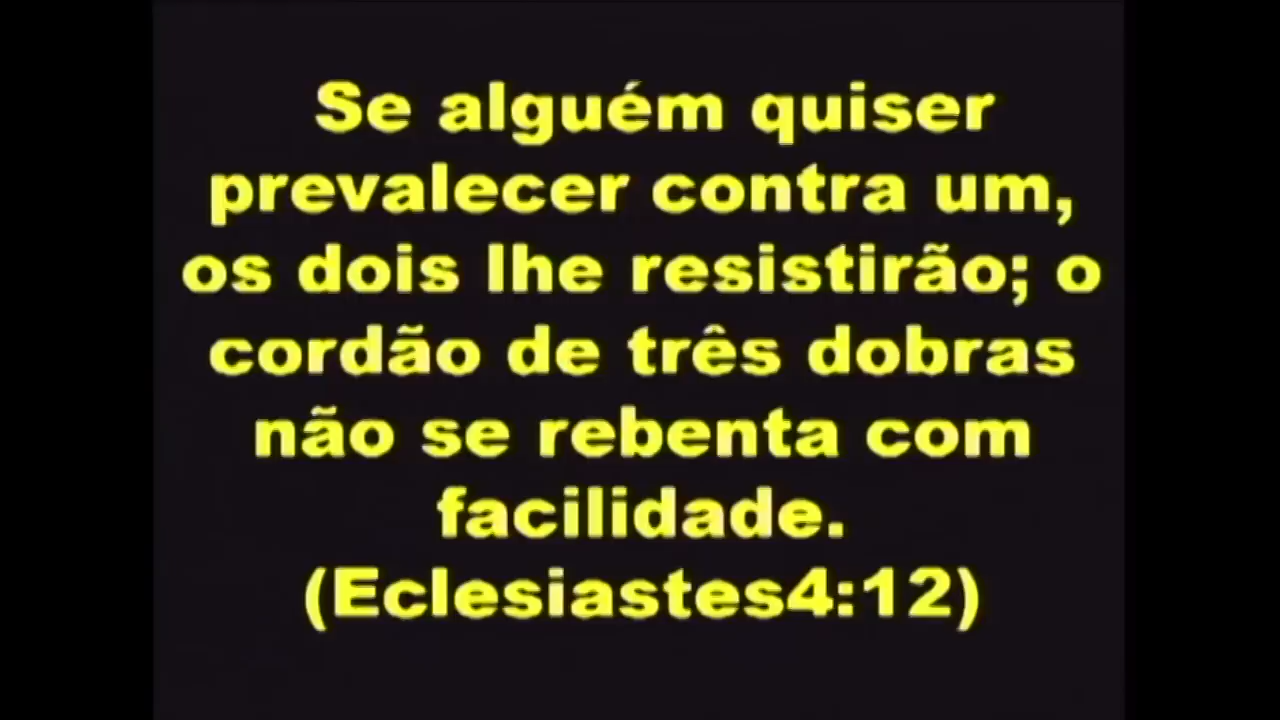 Se alguém quiser
prevalecer contra um,
os dois lhe resistirão; o
cordão de três dobras
não se rebenta com
facilidade.
(Eclesiastes4:12)